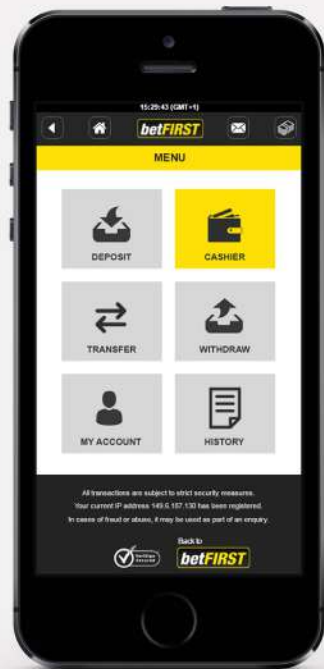 15:29:43 (GMT+1)
betFIRST
MENU
DEPOSIT
CASHIER
TRANSFER
WITHDRAW
MY ACCOUNT
HISTORY
All transactions are subject to strict security measures.
Your current IP address 149.6.157.130 has been registered.
In cases of fraud or abuse, it may be used as part of an enquiry.
Back to
betFIRST